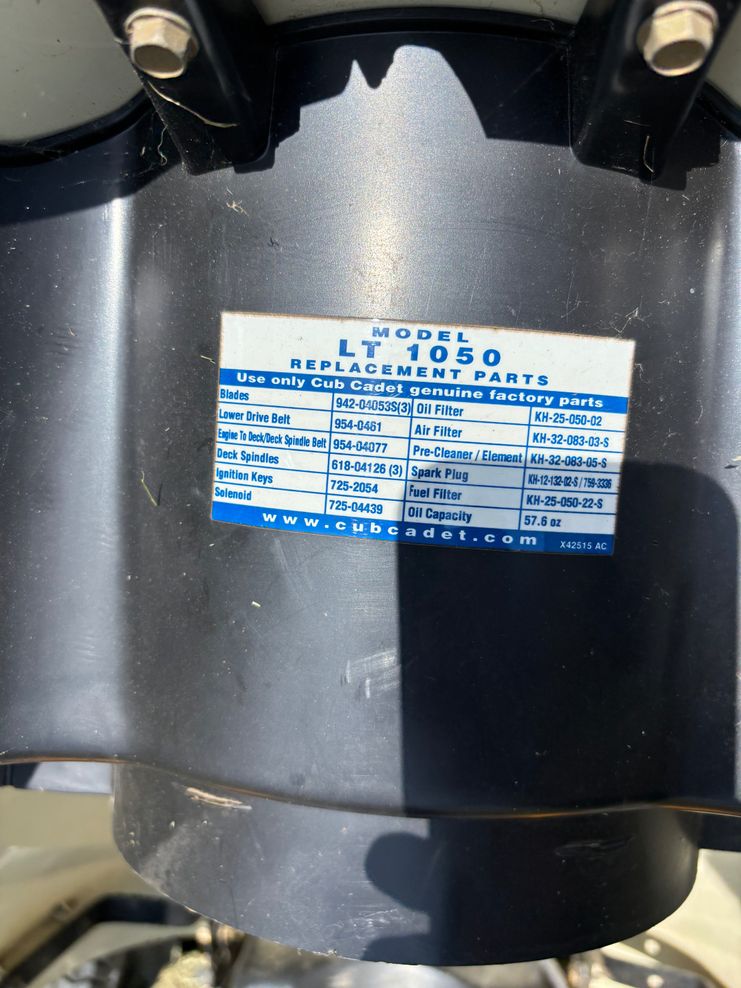 MODEL
LT 1050
REPLACEMENT PARTS
Use only Cub Cadet genuine factory parts
Blades 942-04053S(3) Oil Filter KH-25-050-02
Lower Drive Belt 954-0461 Air Filter KH-32-083-03-S
Engine To Deck/Deck Spindle Belt 954-04077 Pre-Cleaner / Element KH-32-083-05-S
Deck Spindles 618-04126 (3) Spark Plug KH-12-132-02-S / 759-3336
Ignition Keys 725-2054 Fuel Filter KH-25-050-22-S
Solenoid 725-04439 Oil Capacity 57.6 oz
www.cubcadet.com X42515 AC